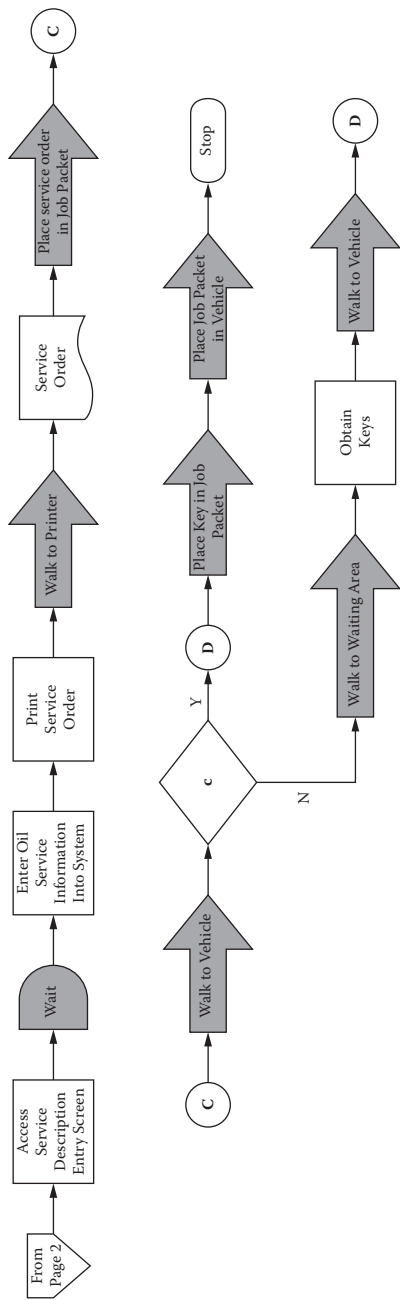 From
Page 2
Access
Service
Description
Entry Screen
Wait
Enter Oil
Service
Information
Into System
Print
Service
Order
Walk to Printer
Service
Order
Place service order
in Job Packet
C
C
Walk to Vehicle
c
Y
N
D
Place Key in Job
Packet
Place Job Packet
in Vehicle
Stop
Walk to Waiting Area
Obtain
Keys
Walk to Vehicle
D